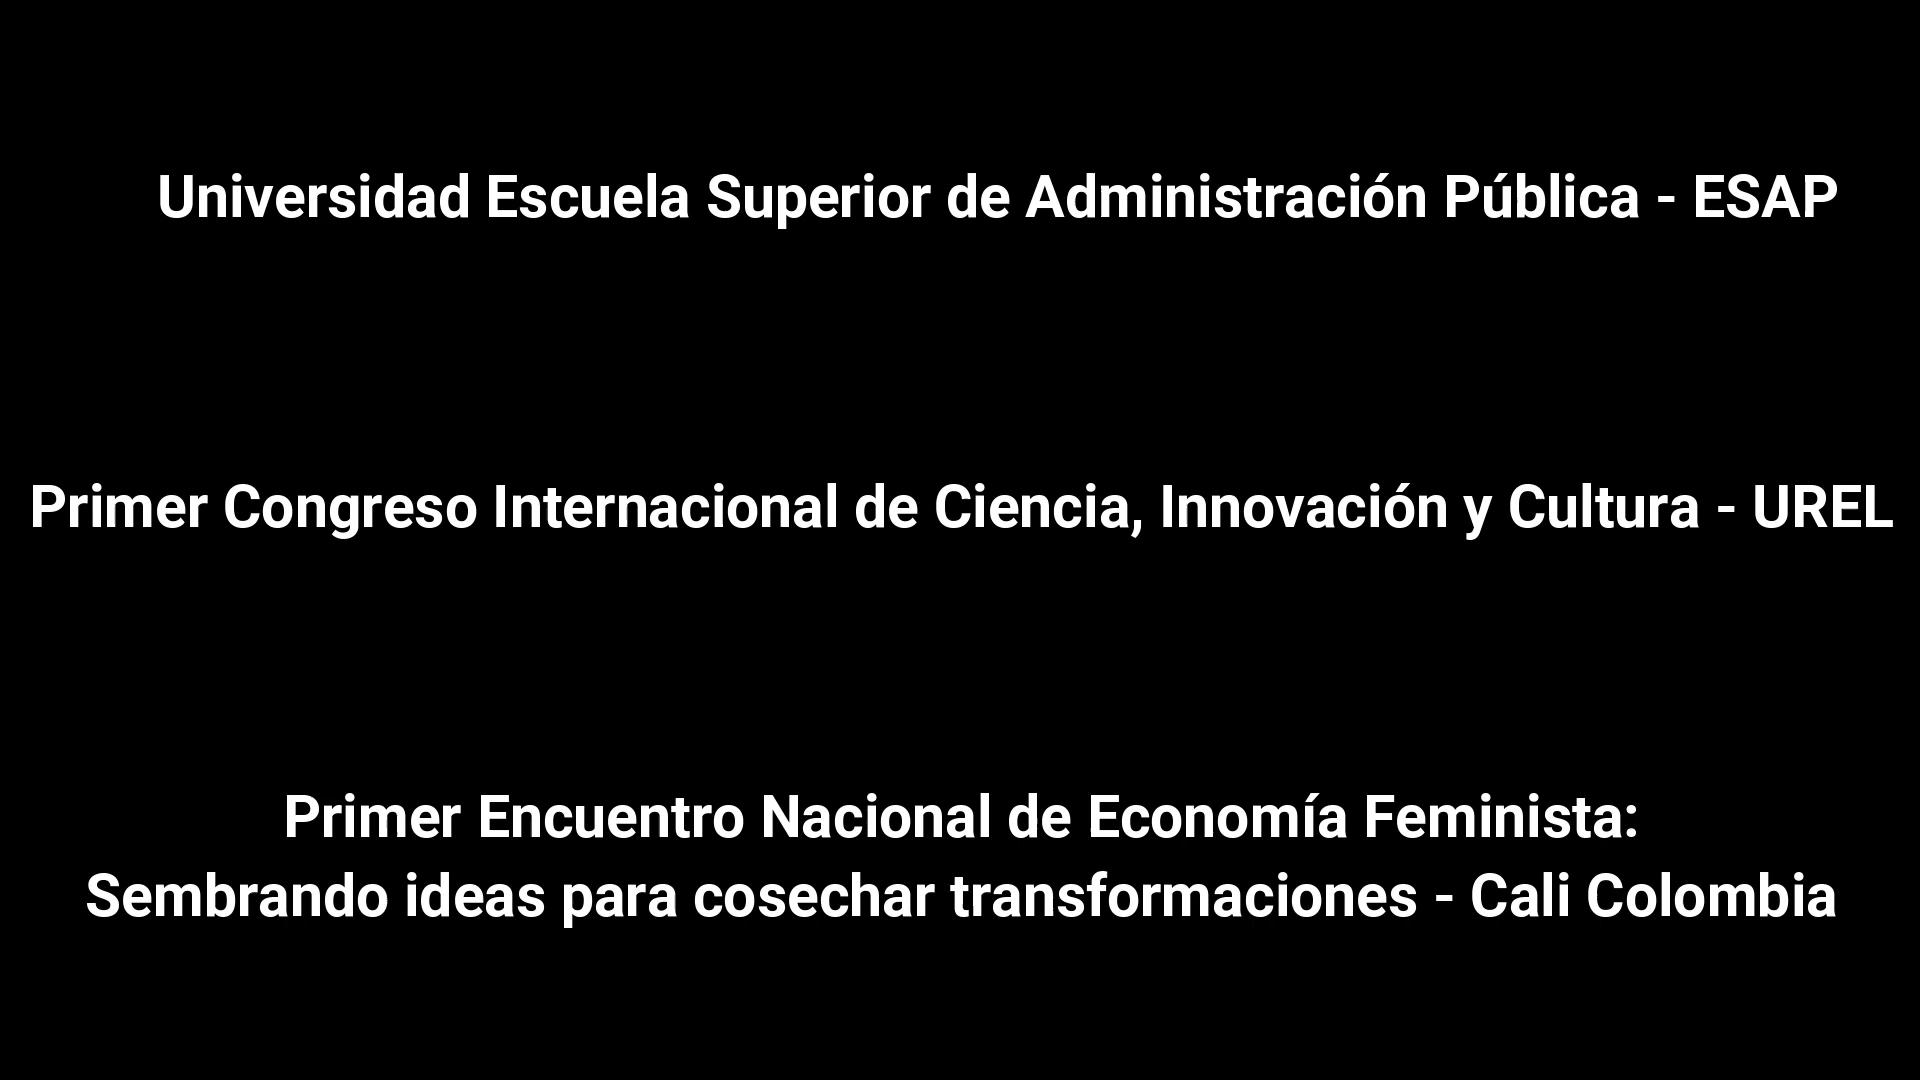 Universidad Escuela Superior de Administración Pública - ESAP
Primer Congreso Internacional de Ciencia, Innovación y Cultura - UREL
Primer Encuentro Nacional de Economía Feminista:
Sembrando ideas para cosechar transformaciones - Cali Colombia